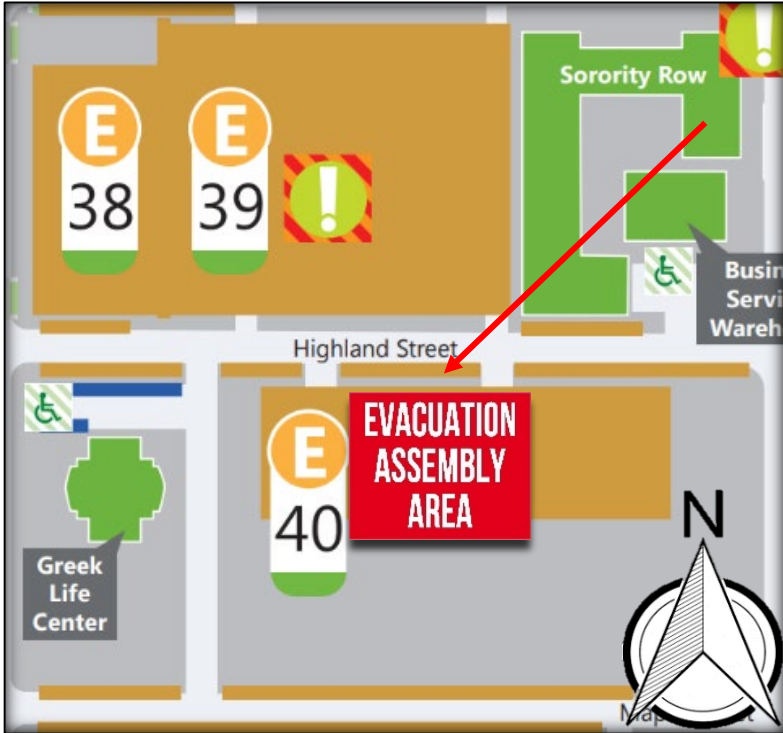 Sorority Row
E
38
E
39
!
!
Highland Street
E
40
EVACUATION
ASSEMBLY
AREA
Greek
Life
Center
N